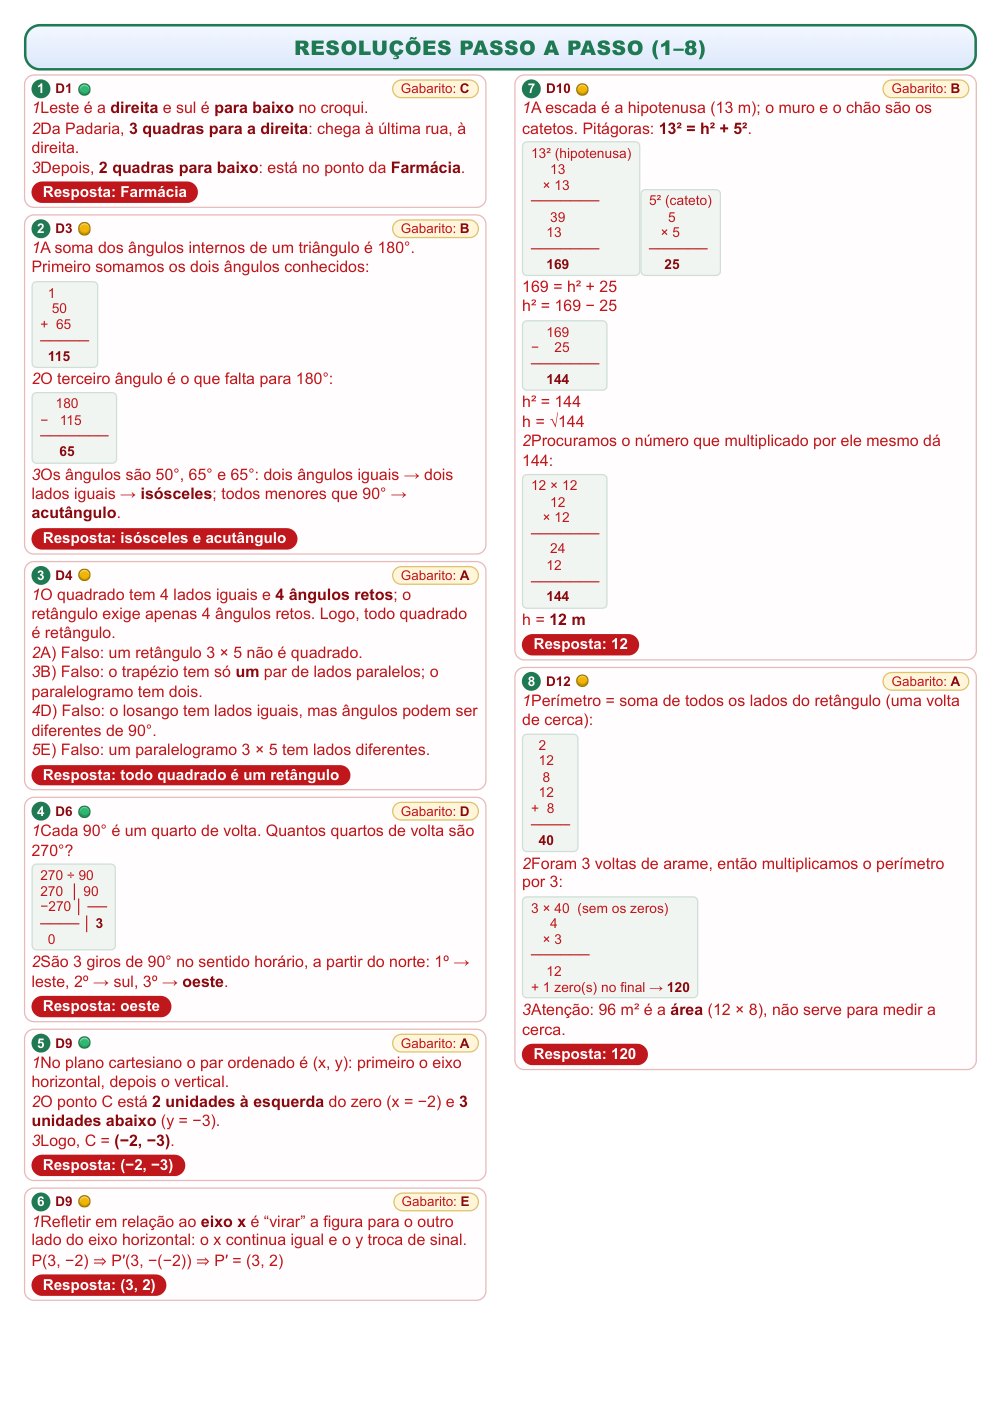 RESOLUÇÕES PASSO A PASSO (1–8)
1 D1 Gabarito: C
1Leste é a direita e sul é para baixo no croqui.
2Da Padaria, 3 quadras para a direita: chega à última rua, à
direita.
3Depois, 2 quadras para baixo: está no ponto da Farmácia.
Resposta: Farmácia
2 D3 Gabarito: B
1A soma dos ângulos internos de um triângulo é 180°.
Primeiro somamos os dois ângulos conhecidos:
1
50
+ 65
———
115
2O terceiro ângulo é o que falta para 180°:
180
− 115
———
65
3Os ângulos são 50°, 65° e 65°: dois ângulos iguais → dois
lados iguais → isósceles; todos menores que 90° →
acutângulo.
Resposta: isósceles e acutângulo
3 D4 Gabarito: A
1O quadrado tem 4 lados iguais e 4 ângulos retos; o
retângulo exige apenas 4 ângulos retos. Logo, todo quadrado
é retângulo.
2A) Falso: um retângulo 3 × 5 não é quadrado.
3B) Falso: o trapézio tem só um par de lados paralelos; o
paralelogramo tem dois.
4D) Falso: o losango tem lados iguais, mas ângulos podem ser
diferentes de 90°.
5E) Falso: um paralelogramo 3 × 5 tem lados diferentes.
Resposta: todo quadrado é um retângulo
4 D6 Gabarito: D
1Cada 90° é um quarto de volta. Quantos quartos de volta são
270°?
270 ÷ 90
270 │ 90
−270 │ ──
──── │ 3
0
2São 3 giros de 90° no sentido horário, a partir do norte: 1º →
leste, 2º → sul, 3º → oeste.
Resposta: oeste
5 D9 Gabarito: A
1No plano cartesiano o par ordenado é (x, y): primeiro o eixo
horizontal, depois o vertical.
2O ponto C está 2 unidades à esquerda do zero (x = −2) e 3
unidades abaixo (y = −3).
3Logo, C = (−2, −3).
Resposta: (−2, −3)
6 D9 Gabarito: E
1Refletir em relação ao eixo x é “virar” a figura para o outro
lado do eixo horizontal: o x continua igual e o y troca de sinal.
P(3, −2) ⇒ P′(3, −(−2)) ⇒ P′ = (3, 2)
Resposta: (3, 2)
7 D10 Gabarito: B
1A escada é a hipotenusa (13 m); o muro e o chão são os
catetos. Pitágoras: 13² = h² + 5².
13² (hipotenusa)
13
× 13
———
39
13
———
169
5² (cateto)
5
× 5
———
25
169 = h² + 25
h² = 169 − 25
169
− 25
———
144
h² = 144
h = √144
2Procuramos o número que multiplicado por ele mesmo dá
144:
12 × 12
12
× 12
———
24
12
———
144
h = 12 m
Resposta: 12
8 D12 Gabarito: A
1Perímetro = soma de todos os lados do retângulo (uma volta
de cerca):
2
12
8
12
+ 8
———
40
2Foram 3 voltas de arame, então multiplicamos o perímetro
por 3:
3 × 40 (sem os zeros)
4
× 3
———
12
+ 1 zero(s) no final → 120
3Atenção: 96 m² é a área (12 × 8), não serve para medir a
cerca.
Resposta: 120